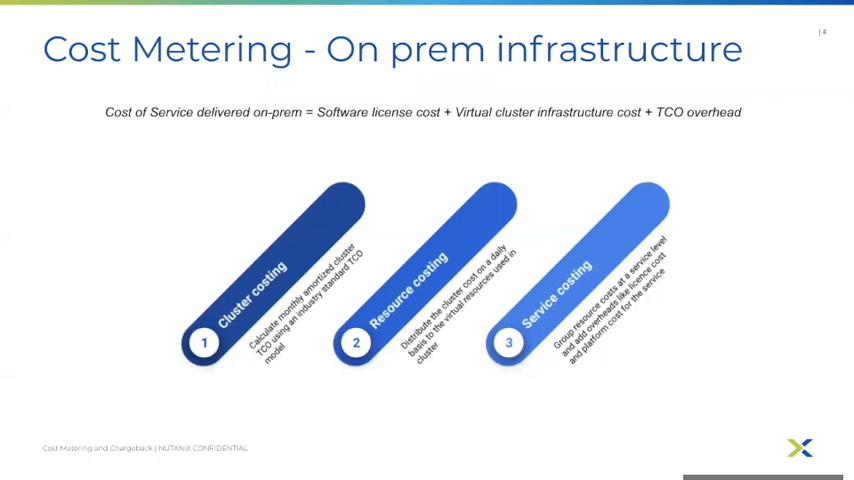 Cost Metering - On prem infrastructure
| 4
Cost of Service delivered on-prem = Software license cost + Virtual cluster infrastructure cost + TCO overhead
1
Cluster costing
Calculate monthly amortized cluster
TCO using an industry standard TCO
model
2
Resource costing
Distribute the cluster cost on a daily
basis to the virtual resources used in
cluster
3
Service costing
Group resource costs at a service level
and add overheads like licence cost
and platform cost for the service
Cost Metering and Chargeback | NUTANIX CONFIDENTIAL